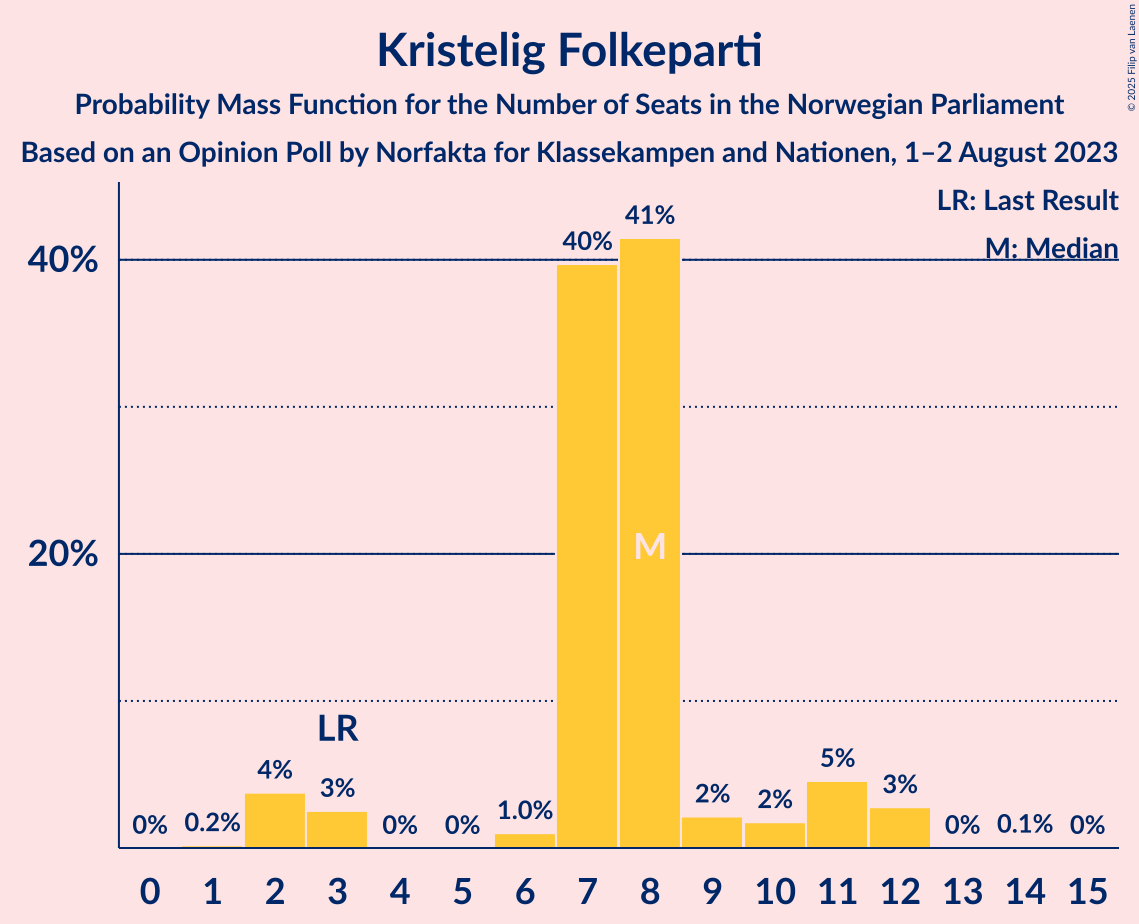 Kristelig Folkeparti
Probability Mass Function for the Number of Seats in the Norwegian Parliament
Based on an Opinion Poll by Norfakta for Klassekampen and Nationen, 1–2 August 2023
© 2025 Filip van Laenen
LR: Last Result
M: Median
40%
20%
0%
0.2%
4%
3%
LR
0%
0%
1.0%
40%
41%
M
2%
2%
5%
3%
0%
0.1%
0%
0 1 2 3 4 5 6 7 8 9 10 11 12 13 14 15